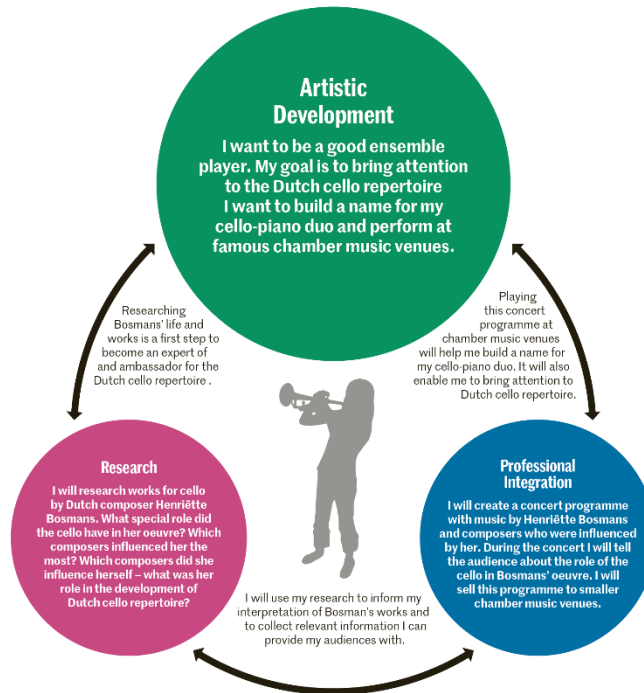 Artistic
Development
I want to be a good ensemble
player. My goal is to bring attention
to the Dutch cello repertoire
I want to build a name for my
cello-piano duo and perform at
famous chamber music venues.
Researching
Bosmans' life and
works is a first step to
become an expert of
and ambassador for the
Dutch cello repertoire .
Playing
this concert
programme at
chamber music venues
will help me build a name for
my cello-piano duo. It will also
enable me to bring attention to
Dutch cello repertoire.
Research
I will research works for cello
by Dutch composer Henriëtte
Bosmans. What special role did
the cello have in her oeuvre? Which
composers influenced her the
most? Which composers did she
influence herself – what was her
role in the development of
Dutch cello repertoire?
Professional
Integration
I will create a concert programme
with music by Henriëtte Bosmans
and composers who were influenced
by her. During the concert I will tell
the audience about the role of the
cello in Bosmans' oeuvre. I will
sell this programme to smaller
chamber music venues.
I will use my research to inform my
interpretation of Bosman's works and
to collect relevant information I can
provide my audiences with.